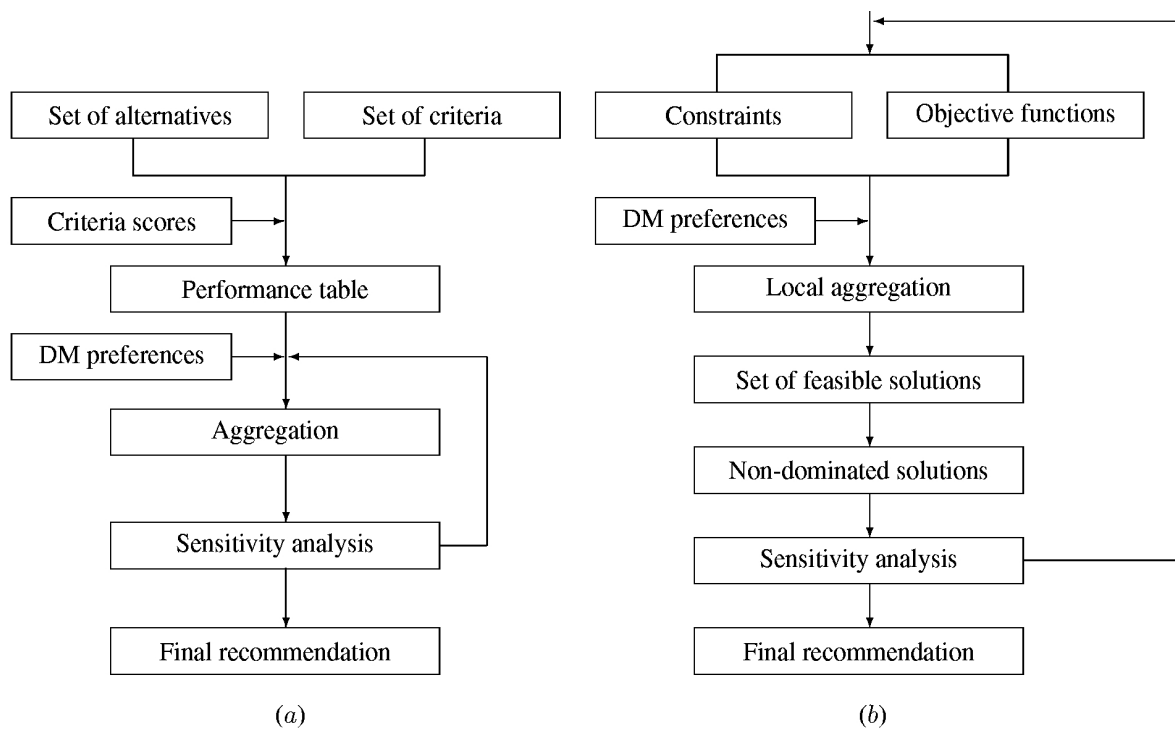 Set of alternatives
Set of criteria
Criteria scores
Performance table
DM preferences
Aggregation
Sensitivity analysis
Final recommendation
(a)
Constraints
Objective functions
DM preferences
Local aggregation
Set of feasible solutions
Non-dominated solutions
Sensitivity analysis
Final recommendation
(b)